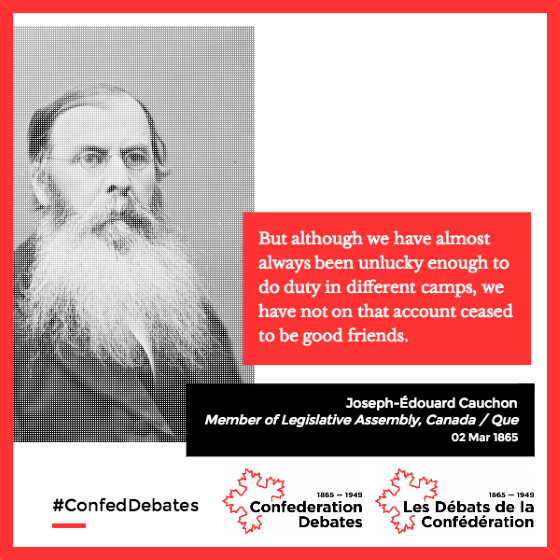 But although we have almost
always been unlucky enough to
do duty in different camps, we
have not on that account ceased
to be good friends.
Joseph-Édouard Cauchon
Member of Legislative Assembly, Canada / Que
02 Mar 1865
#ConfedDebates
1865 — 1949
Confederation
Debates
1865 — 1949
Les Débats de la
Confédération